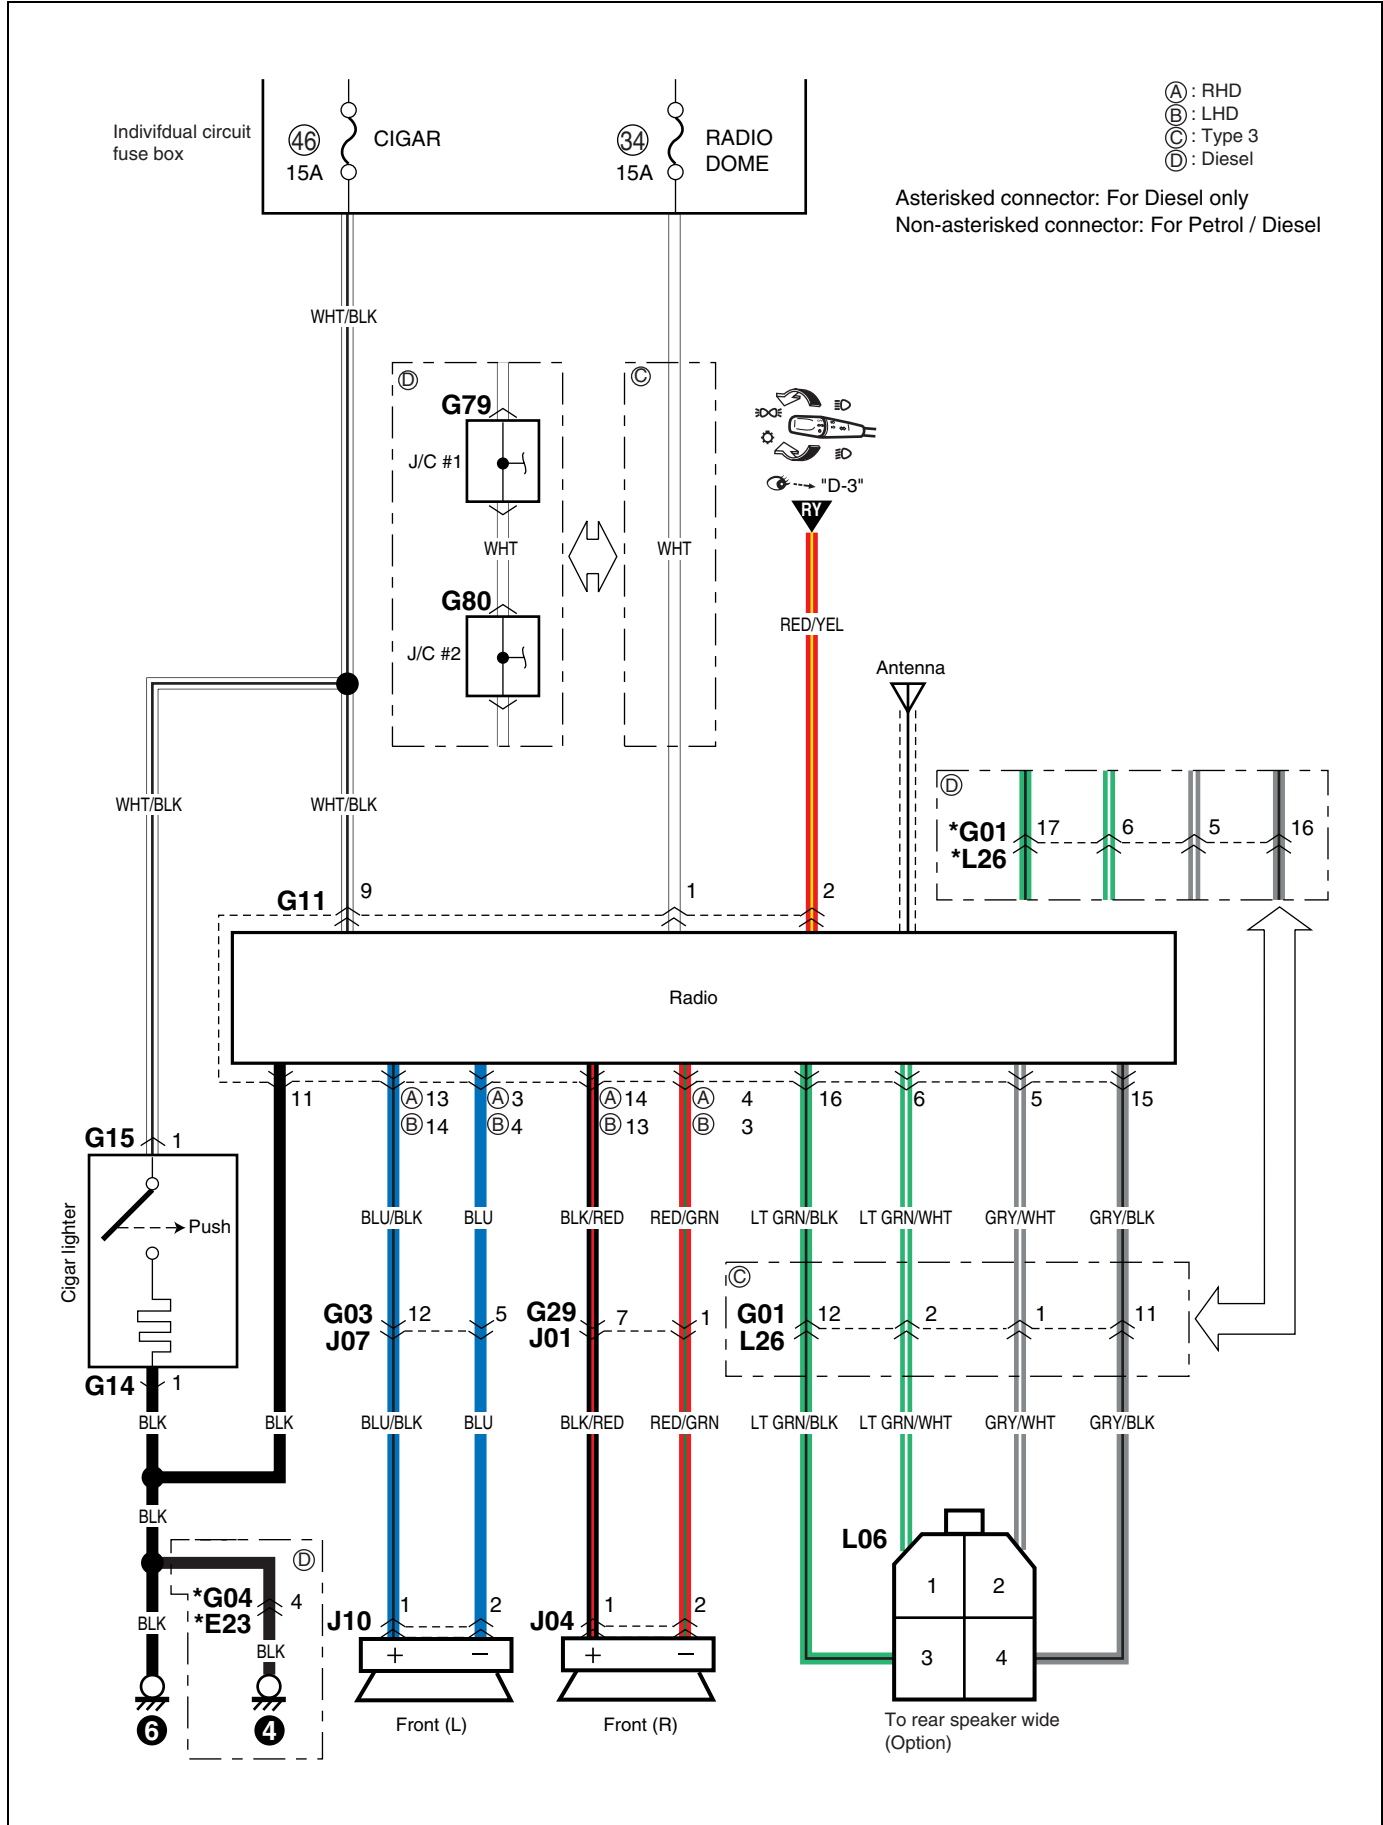 Indivifdual circuit
fuse box
46
15A
CIGAR
34
15A
RADIO
DOME
A : RHD
B : LHD
C : Type 3
D : Diesel
Asterisked connector: For Diesel only
Non-asterisked connector: For Petrol / Diesel
WHT/BLK
D
G79
J/C #1
WHT
G80
J/C #2
C
WHT
"D-3"
RY
RED/YEL
Antenna
WHT/BLK
WHT/BLK
D
*G01
*L26
17
6
5
16
G11
9
1
2
Radio
11
A 13
B 14
A 3
B 4
A 14
B 13
A 4
B 3
16
6
5
15
G15
1
Cigar lighter
Push
G14
1
BLU/BLK
BLU
BLK/RED
RED/GRN
LT GRN/BLK
LT GRN/WHT
GRY/WHT
GRY/BLK
C
G03
J07
12
5
G29
J01
7
1
G01
L26
12
2
1
11
BLK
BLK
BLU/BLK
BLU
BLK/RED
RED/GRN
LT GRN/BLK
LT GRN/WHT
GRY/WHT
GRY/BLK
BLK
D
*G04
*E23
4
BLK
BLK
6
4
J10
1
2
+
−
Front (L)
J04
1
2
+
−
Front (R)
L06
1
2
3
4
To rear speaker wide
(Option)